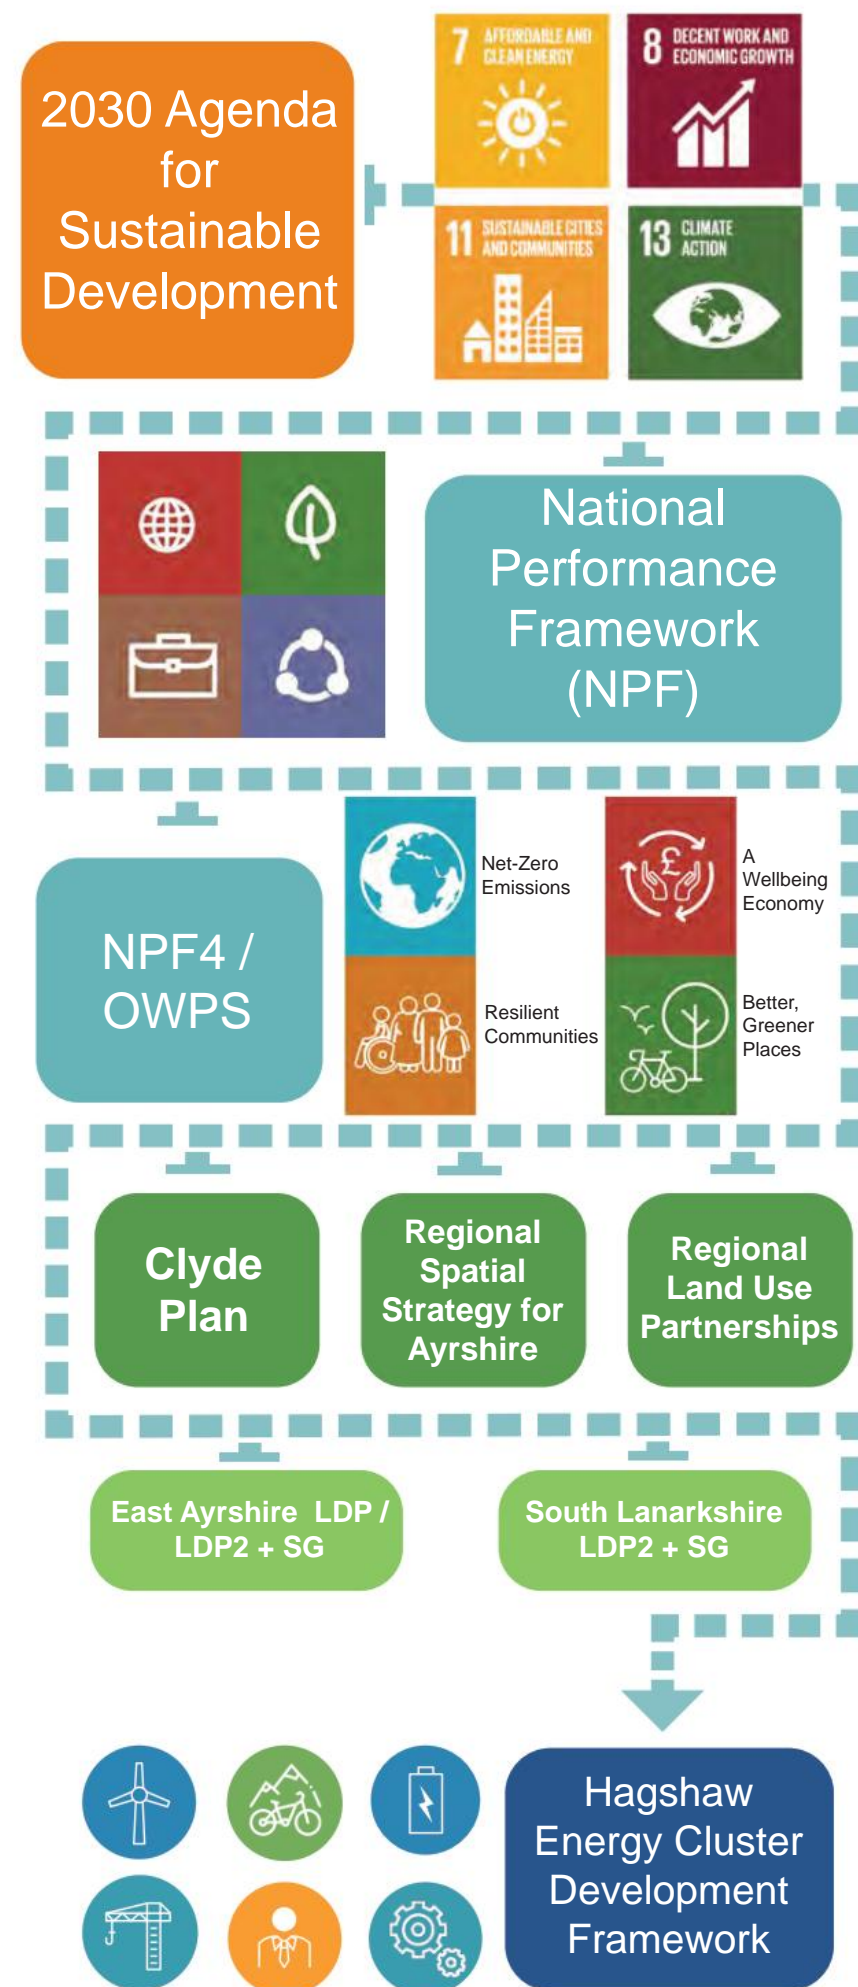 2030 Agenda
for
Sustainable
Development
7 AFFORDABLE AND
CLEAN ENERGY
8 DECENT WORK AND
ECONOMIC GROWTH
11 SUSTAINABLE CITIES
AND COMMUNITIES
13 CLIMATE
ACTION
National
Performance
Framework
(NPF)
NPF4 /
OWPS
Net-Zero
Emissions
£
A
Wellbeing
Economy
Resilient
Communities
Better,
Greener
Places
Clyde
Plan
Regional
Spatial
Strategy for
Ayrshire
Regional
Land Use
Partnerships
East Ayrshire LDP /
LDP2 + SG
South Lanarkshire
LDP2 + SG
Hagshaw
Energy Cluster
Development
Framework